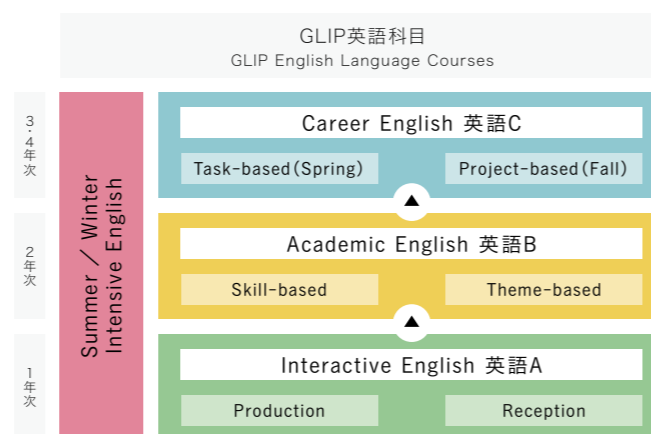 GLIP英語科目
GLIP English Language Courses
3・4年次
Summer / Winter
Intensive English
Career English 英語C
Task-based(Spring)
Project-based(Fall)
▲
2年次
Academic English 英語B
Skill-based
Theme-based
▲
1年次
Interactive English 英語A
Production
Reception